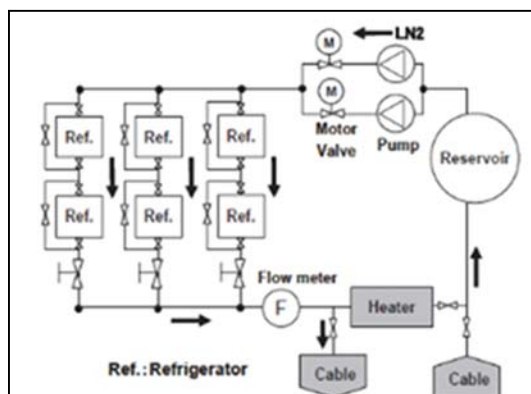 M
LN2
M
Motor
Valve
Pump
Reservoir
Ref.
Ref.
Ref.
Ref.
Ref.
Ref.
Flow meter
F
Heater
Ref.:Refrigerator
Cable
Cable